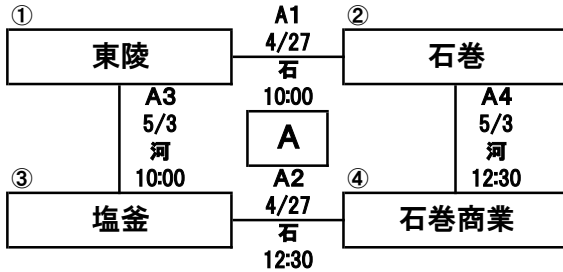 ① A1 ②
東陵 4/27 石巻
石
10:00
A3 A4
5/3 A 5/3
河 河
10:00 12:30
③ A2 ④
塩釜 4/27 石巻商業
石
12:30